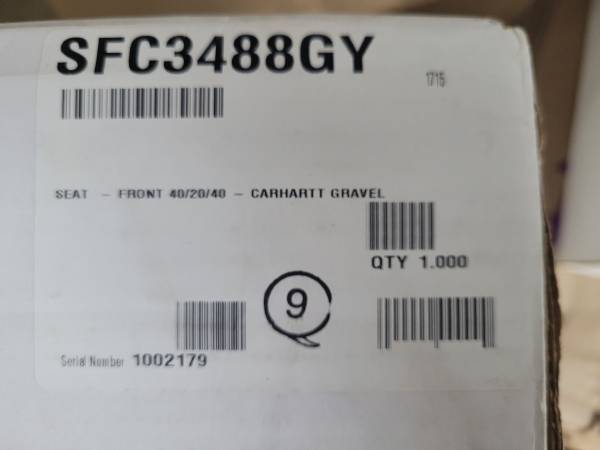 SFC3488GY
1715
SEAT - FRONT 40/20/40 - CARHARTT GRAVEL
QTY 1.000
9
Serial Number 1002179